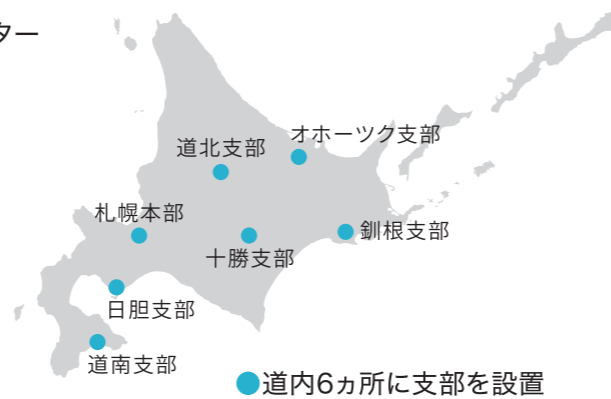 ター
オホーツク支部
道北支部
札幌本部
釧根支部
十勝支部
日胆支部
道南支部
●道内6ヵ所に支部を設置